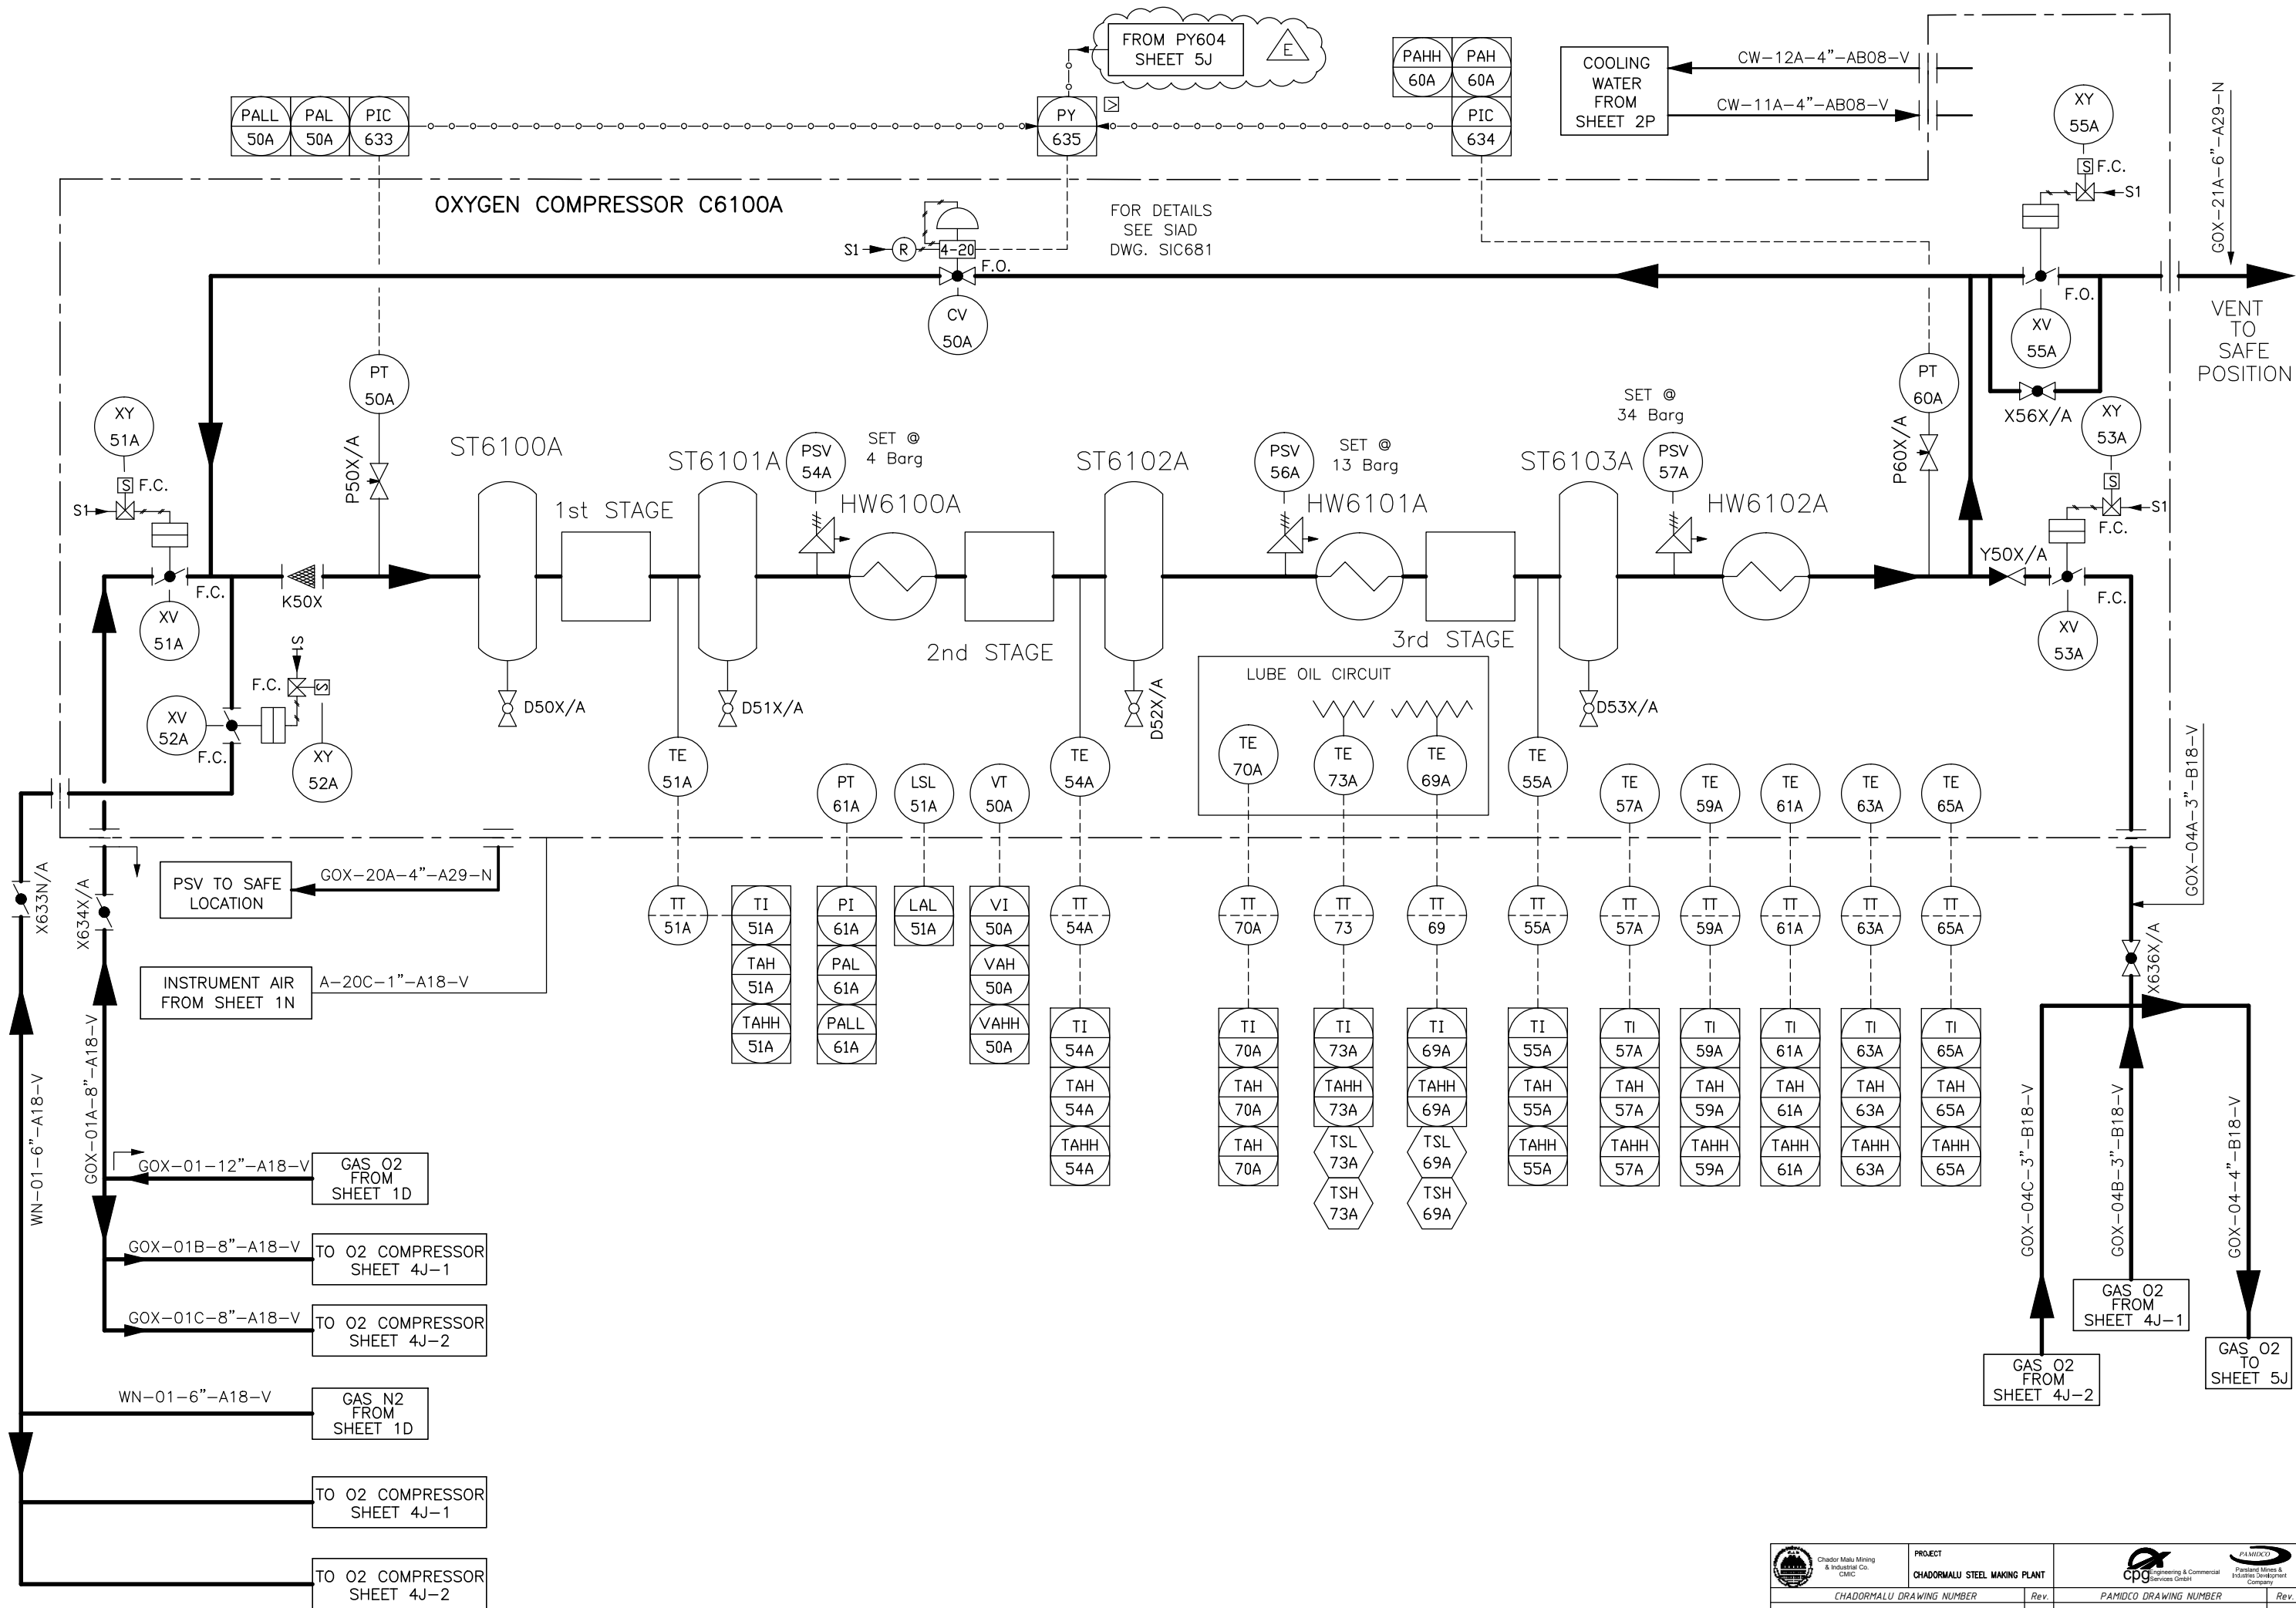 FROM PY604
SHEET 5J
E
PAHH
60A
PAH
60A
PIC
634
COOLING
WATER
FROM
SHEET 2P
CW-12A-4"-AB08-V
CW-11A-4"-AB08-V
XY
55A
S
F.C.
S1
GOX-21A-6"-A29-N
PALL
50A
PAL
50A
PIC
633
PY
635
>
OXYGEN COMPRESSOR C6100A
FOR DETAILS
SEE SIAD
DWG. SIC681
S1
R
4-20
F.O.
CV
50A
F.O.
XV
55A
VENT
TO
SAFE
POSITION
X56X/A
PT
50A
P50X/A
PT
60A
P60X/A
XY
51A
S
F.C.
S1
F.C.
XV
51A
K50X
XY
53A
S
S1
F.C.
Y50X/A
F.C.
XV
53A
ST6100A
1st STAGE
ST6101A
PSV
54A
SET @
4 Barg
HW6100A
2nd STAGE
ST6102A
PSV
56A
SET @
13 Barg
HW6101A
3rd STAGE
ST6103A
SET @
34 Barg
PSV
57A
HW6102A
S1
F.C.
S
XV
52A
F.C.
XY
52A
D50X/A
D51X/A
D52X/A
D53X/A
LUBE OIL CIRCUIT
TE
70A
TE
73A
TE
69A
TE
51A
PT
61A
LSL
51A
VT
50A
TE
54A
TE
55A
TE
57A
TE
59A
TE
61A
TE
63A
TE
65A
GOX-04A-3"-B18-V
X633N/A
X634X/A
PSV TO SAFE
LOCATION
GOX-20A-4"-A29-N
INSTRUMENT AIR
FROM SHEET 1N
A-20C-1"-A18-V
TT
51A
TI
51A
TAH
51A
TAHH
51A
PI
61A
PAL
61A
PALL
61A
LAL
51A
VI
50A
VAH
50A
VAHH
50A
TT
54A
TI
54A
TAH
54A
TAHH
54A
TT
70A
TI
70A
TAH
70A
TAH
70A
TT
73
TI
73A
TAHH
73A
TSL
73A
TSH
73A
TT
69
TI
69A
TAHH
69A
TSL
69A
TSH
69A
TT
55A
TI
55A
TAH
55A
TAHH
55A
TT
57A
TI
57A
TAH
57A
TAHH
57A
TT
59A
TI
59A
TAH
59A
TAHH
59A
TT
61A
TI
61A
TAH
61A
TAHH
61A
TT
63A
TI
63A
TAH
63A
TAHH
63A
TT
65A
TI
65A
TAH
65A
TAHH
65A
X636X/A
WN-01-6"-A18-V
GOX-01A-8"-A18-V
GOX-01-12"-A18-V
GAS O2
FROM
SHEET 1D
GOX-01B-8"-A18-V
TO O2 COMPRESSOR
SHEET 4J-1
GOX-01C-8"-A18-V
TO O2 COMPRESSOR
SHEET 4J-2
WN-01-6"-A18-V
GAS N2
FROM
SHEET 1D
TO O2 COMPRESSOR
SHEET 4J-1
TO O2 COMPRESSOR
SHEET 4J-2
GOX-04C-3"-B18-V
GOX-04B-3"-B18-V
GOX-04-4"-B18-V
GAS O2
FROM
SHEET 4J-2
GAS O2
FROM
SHEET 4J-1
GAS O2
TO
SHEET 5J
Chador Malu Mining
& Industrial Co.
CMIC
PROJECT
CHADORMALU STEEL MAKING PLANT
cpg
Engineering & Commercial
Services GmbH
PAMIDCO
Parsland Mines &
Industries Development
Company
CHADORMALU DRAWING NUMBER
Rev.
PAMIDCO DRAWING NUMBER
Rev.